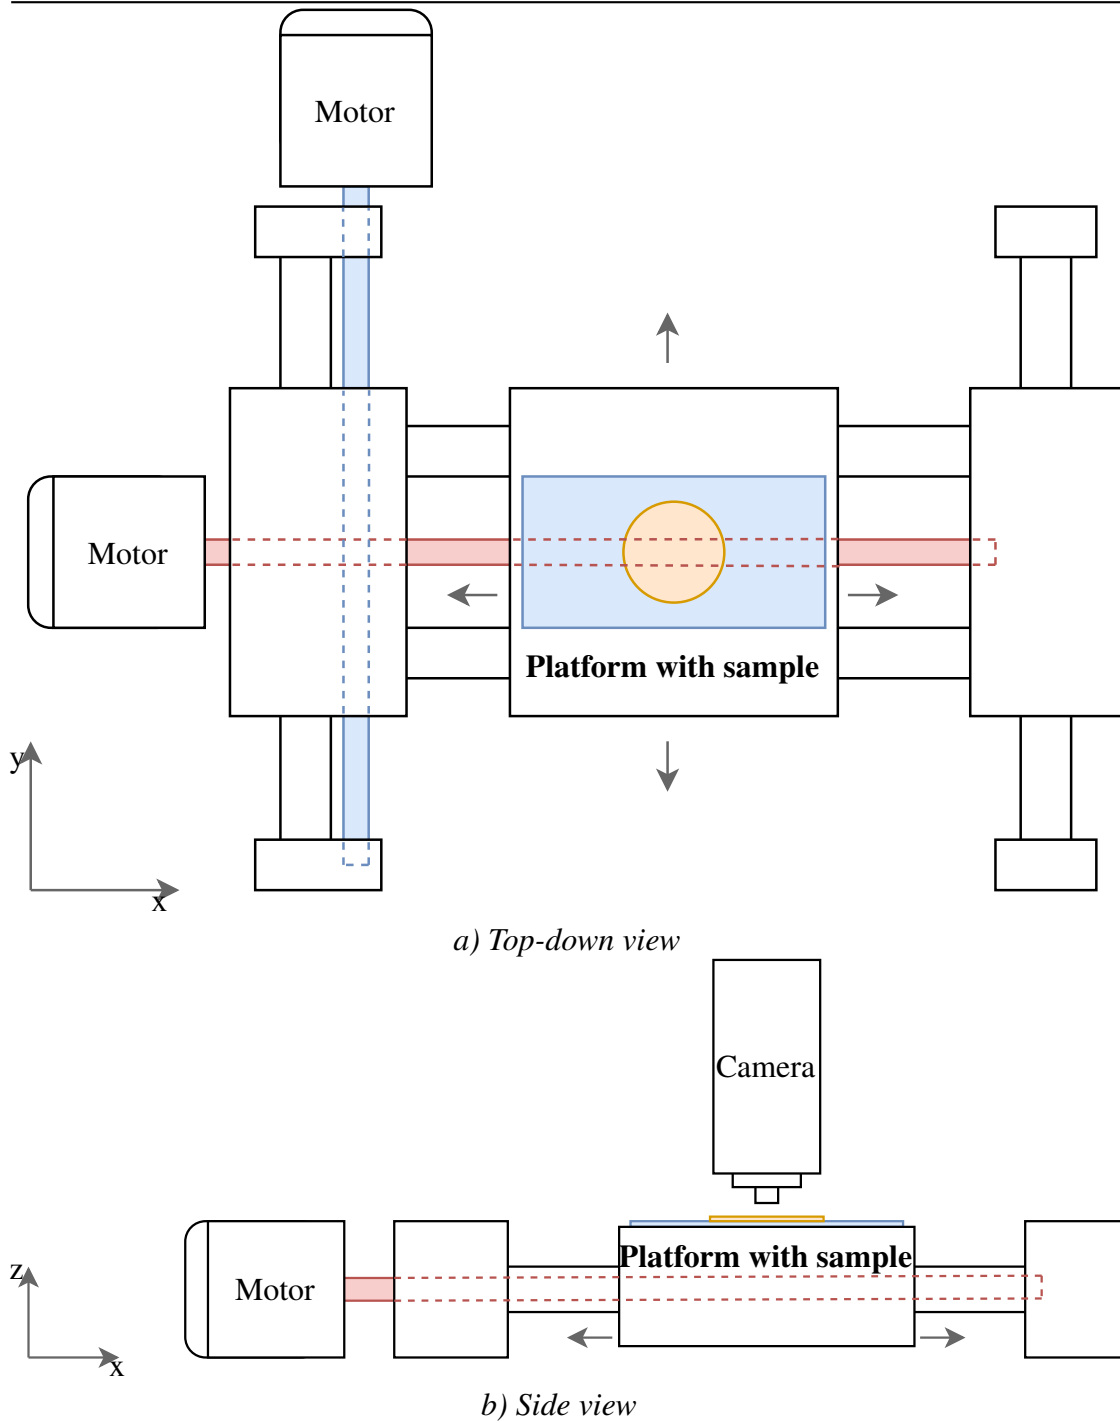 Motor
Motor
Platform with sample
y
x
a) Top-down view
Camera
Platform with sample
z
Motor
x
b) Side view